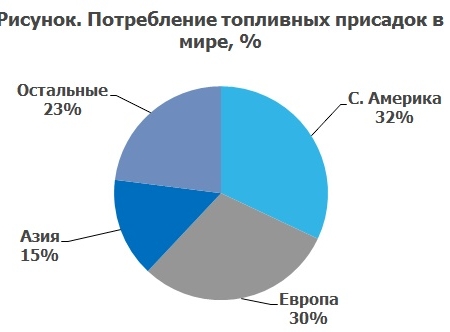 Рисунок. Потребление топливных присадок в
мире, %
Остальные
23%
С. Америка
32%
Азия
15%
Европа
30%